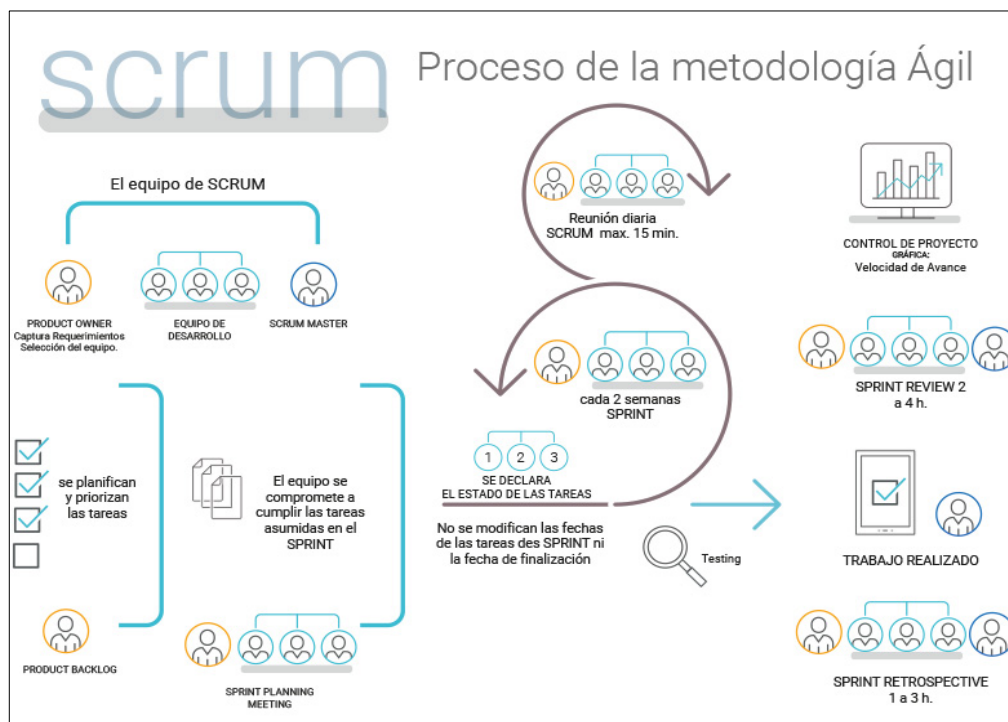 scrum
Proceso de la metodología Ágil
El equipo de SCRUM
PRODUCT OWNER
Captura Requerimientos
Selección del equipo.
EQUIPO DE
DESARROLLO
SCRUM MASTER
se planifican
y priorizan
las tareas
El equipo se
compromete a
cumplir las tareas
asumidas en el
SPRINT
PRODUCT BACKLOG
SPRINT PLANNING
MEETING
Reunión diaria
SCRUM max. 15 min.
cada 2 semanas
SPRINT
1 2 3
SE DECLARA
EL ESTADO DE LAS TAREAS
No se modifican las fechas
de las tareas des SPRINT ni
la fecha de finalización
Testing
CONTROL DE PROYECTO
GRÁFICA:
Velocidad de Avance
SPRINT REVIEW 2
a 4 h.
TRABAJO REALIZADO
SPRINT RETROSPECTIVE
1 a 3 h.